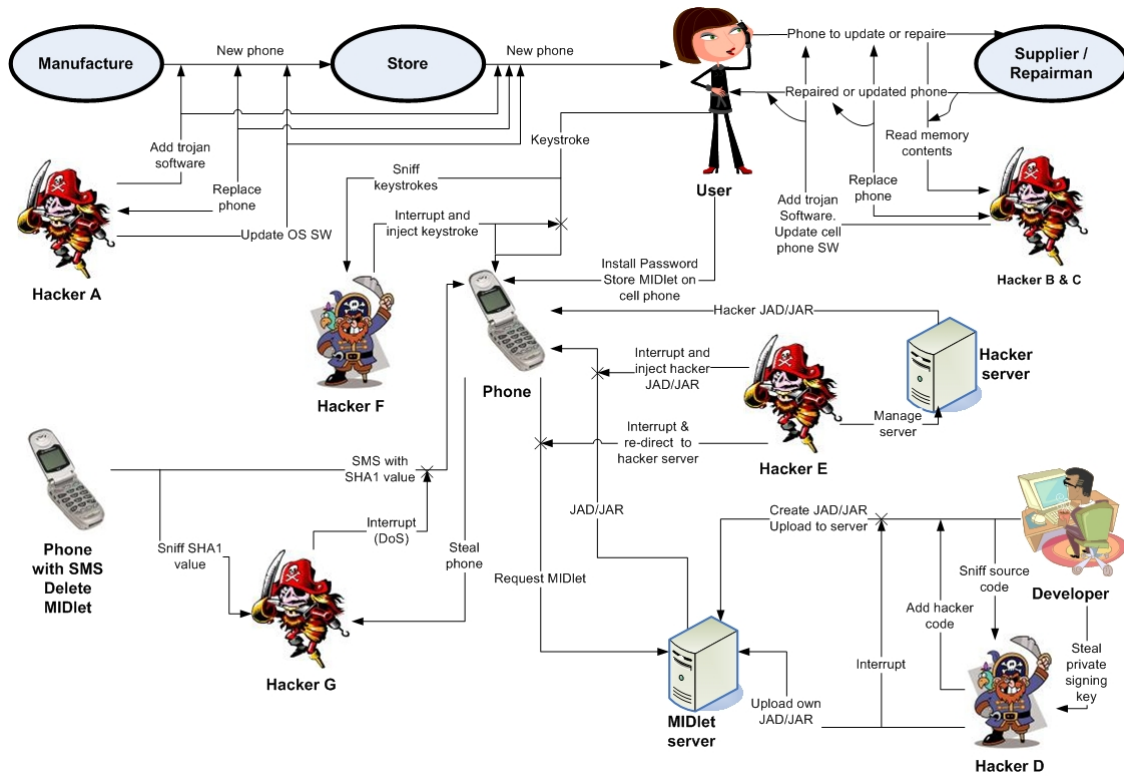 Manufacture
New phone
Store
New phone
Phone to update or repaire
Supplier /
Repairman
Repaired or updated phone
Keystroke
Add trojan
software
Read memory
contents
Sniff
keystrokes
User
Replace
phone
Replace
phone
Interrupt and
inject keystroke
Add trojan
Software.
Update cell
phone SW
Update OS SW
Hacker A
Hacker B & C
Install Password
Store MIDlet on
cell phone
Hacker JAD/JAR
Hacker
server
Interrupt and
inject hacker
JAD/JAR
Phone
Hacker F
Manage
server
Interrupt &
re-direct to
hacker server
Hacker E
SMS with
SHA1 value
JAD/JAR
Create JAD/JAR
Upload to server
Interrupt
(DoS)
Phone
with SMS
Delete
MIDlet
Sniff SHA1
value
Steal
phone
Request MIDlet
Sniff source
code
Developer
Add hacker
code
Steal
private
signing
key
Interrupt
Hacker G
Upload own
JAD/JAR
MIDlet
server
Hacker D